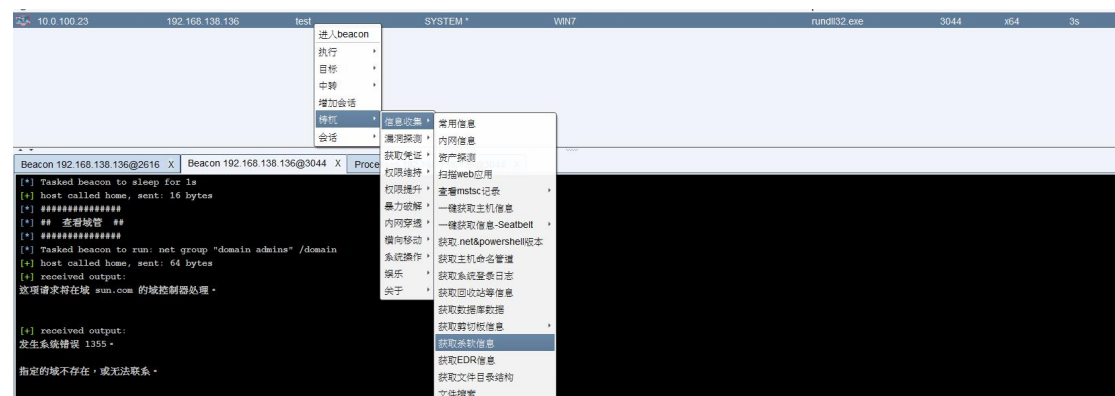 10.0.100.23 192.168.138.136 test SYSTEM * WIN7 rundll32.exe 3044 x64 3s
进入beacon
执行
目标
中转
增加会话
梼杌
会话
信息收集
漏洞探测
获取凭证
权限维持
权限提升
暴力破解
内网穿透
横向移动
系统操作
娱乐
关于
常用信息
内网信息
资产探测
扫描web应用
查看mstsc记录
一键获取主机信息
一键获取信息-Seatbelt
获取.net&powershell版本
获取主机命名管道
获取系统登录日志
获取回收站等信息
获取数据库数据
获取剪切板信息
获取杀软信息
获取EDR信息
获取文件目录结构
文件搜索
Beacon 192.168.138.136@2616 X Beacon 192.168.138.136@3044 X Proce
[*] Tasked beacon to sleep for 1s
[+] host called home, sent: 16 bytes
[*] ###############
[*] ## 查看域管 ##
[*] ###############
[*] Tasked beacon to run: net group "domain admins" /domain
[+] host called home, sent: 64 bytes
[+] received output:
这项请求将在域 sun.com 的域控制器处理。
[+] received output:
发生系统错误 1355。
指定的域不存在，或无法联系。